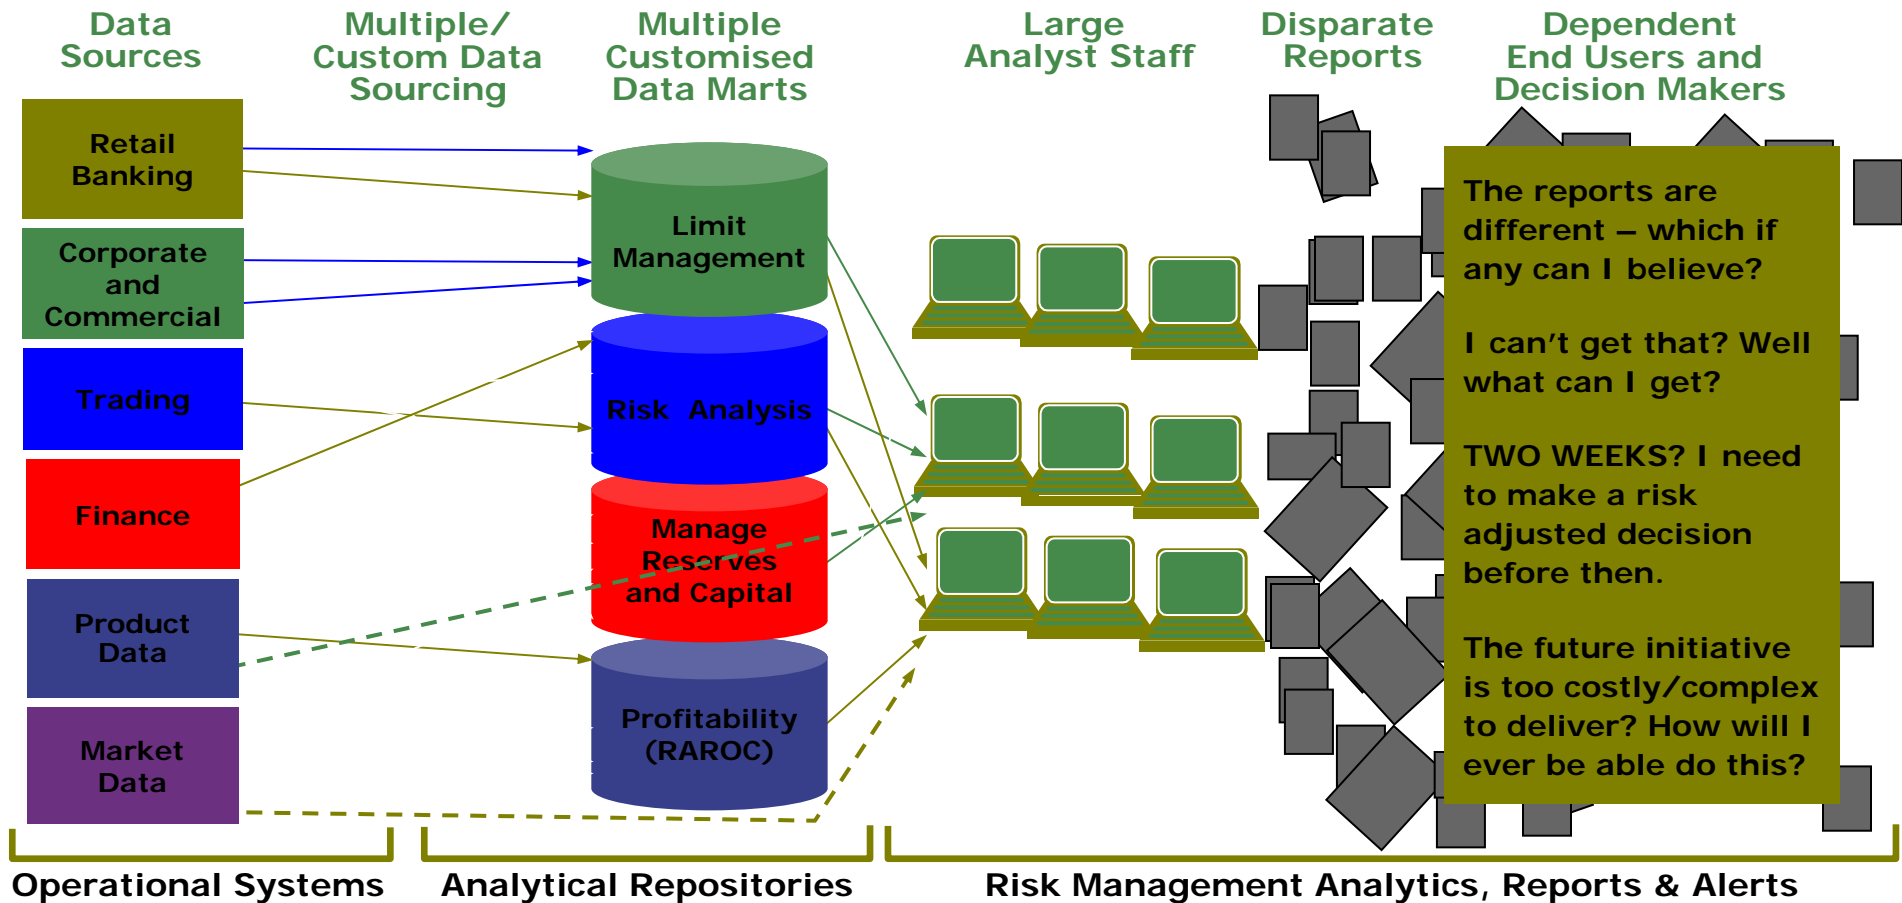 Data
Sources
Multiple/
Custom Data
Sourcing
Multiple
Customised
Data Marts
Large
Analyst Staff
Disparate
Reports
Dependent
End Users and
Decision Makers
Retail
Banking
Corporate
and
Commercial
Trading
Finance
Product
Data
Market
Data
Limit
Management
Risk Analysis
Manage
Reserves
and Capital
Profitability
(RAROC)
The reports are
different – which if
any can I believe?
I can’t get that? Well
what can I get?
TWO WEEKS? I need
to make a risk
adjusted decision
before then.
The future initiative
is too costly/complex
to deliver? How will I
ever be able do this?
Operational Systems
Analytical Repositories
Risk Management Analytics, Reports & Alerts